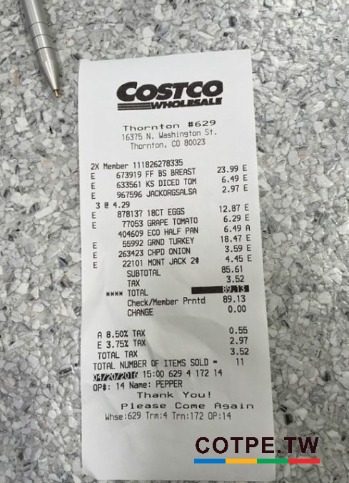 COSTCO
WHOLESALE
Thornton #629
16375 N. Washington St.
Thornton, CO 80023
2X Member 111826278335
E 673919 FF BS BREAST 23.99 E
E 633561 KS DICED TOM 6.49 E
E 967596 JACKORGSALSA 2.97 E
3 @ 4.29
E 878137 18CT EGGS 12.87 E
E 77053 GRAPE TOMATO 6.29 E
404609 ECO HALF PAN 6.49 A
E 55992 GRND TURKEY 18.47 E
E 263423 CHPD ONION 3.59 E
E 22101 MONT JACK 2# 4.45 E
SUBTOTAL 85.61
TAX 3.52
**** TOTAL 89.13
Check/Member Prntd 89.13
CHANGE 0.00
A 8.50% TAX 0.55
E 3.75% TAX 2.97
TOTAL TAX 3.52
TOTAL NUMBER OF ITEMS SOLD = 11
04/20/2016 15:00 629 4 172 14
OP#: 14 Name: PEPPER
Thank You!
Please Come Again
Whse:629 Trm:4 Trn:172 OP:14
COTPE.TW